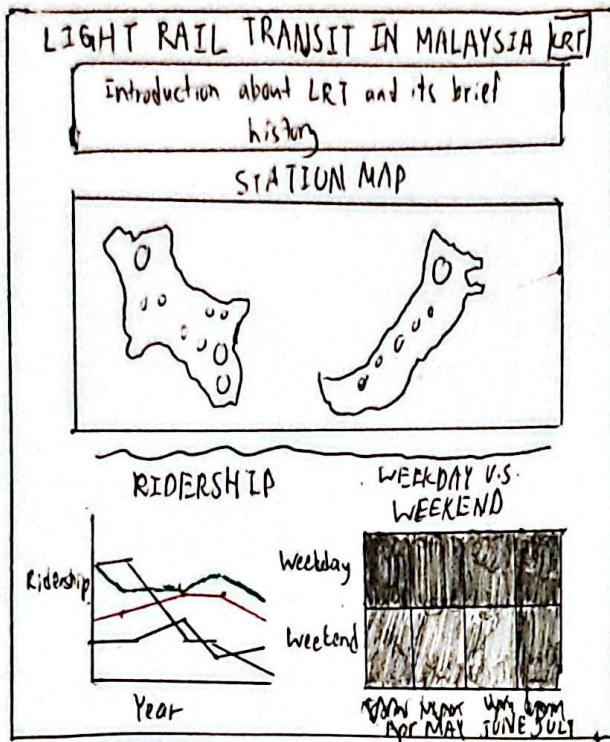 LIGHT RAIL TRANSIT IN MALAYSIA LRT
Introduction about LRT and its brief
history
STATION MAP
RIDERSHIP
WEEKDAY V.S.
WEEKEND
Ridership
Year
Weekday
Weekend
APR MAY JUNE JULY